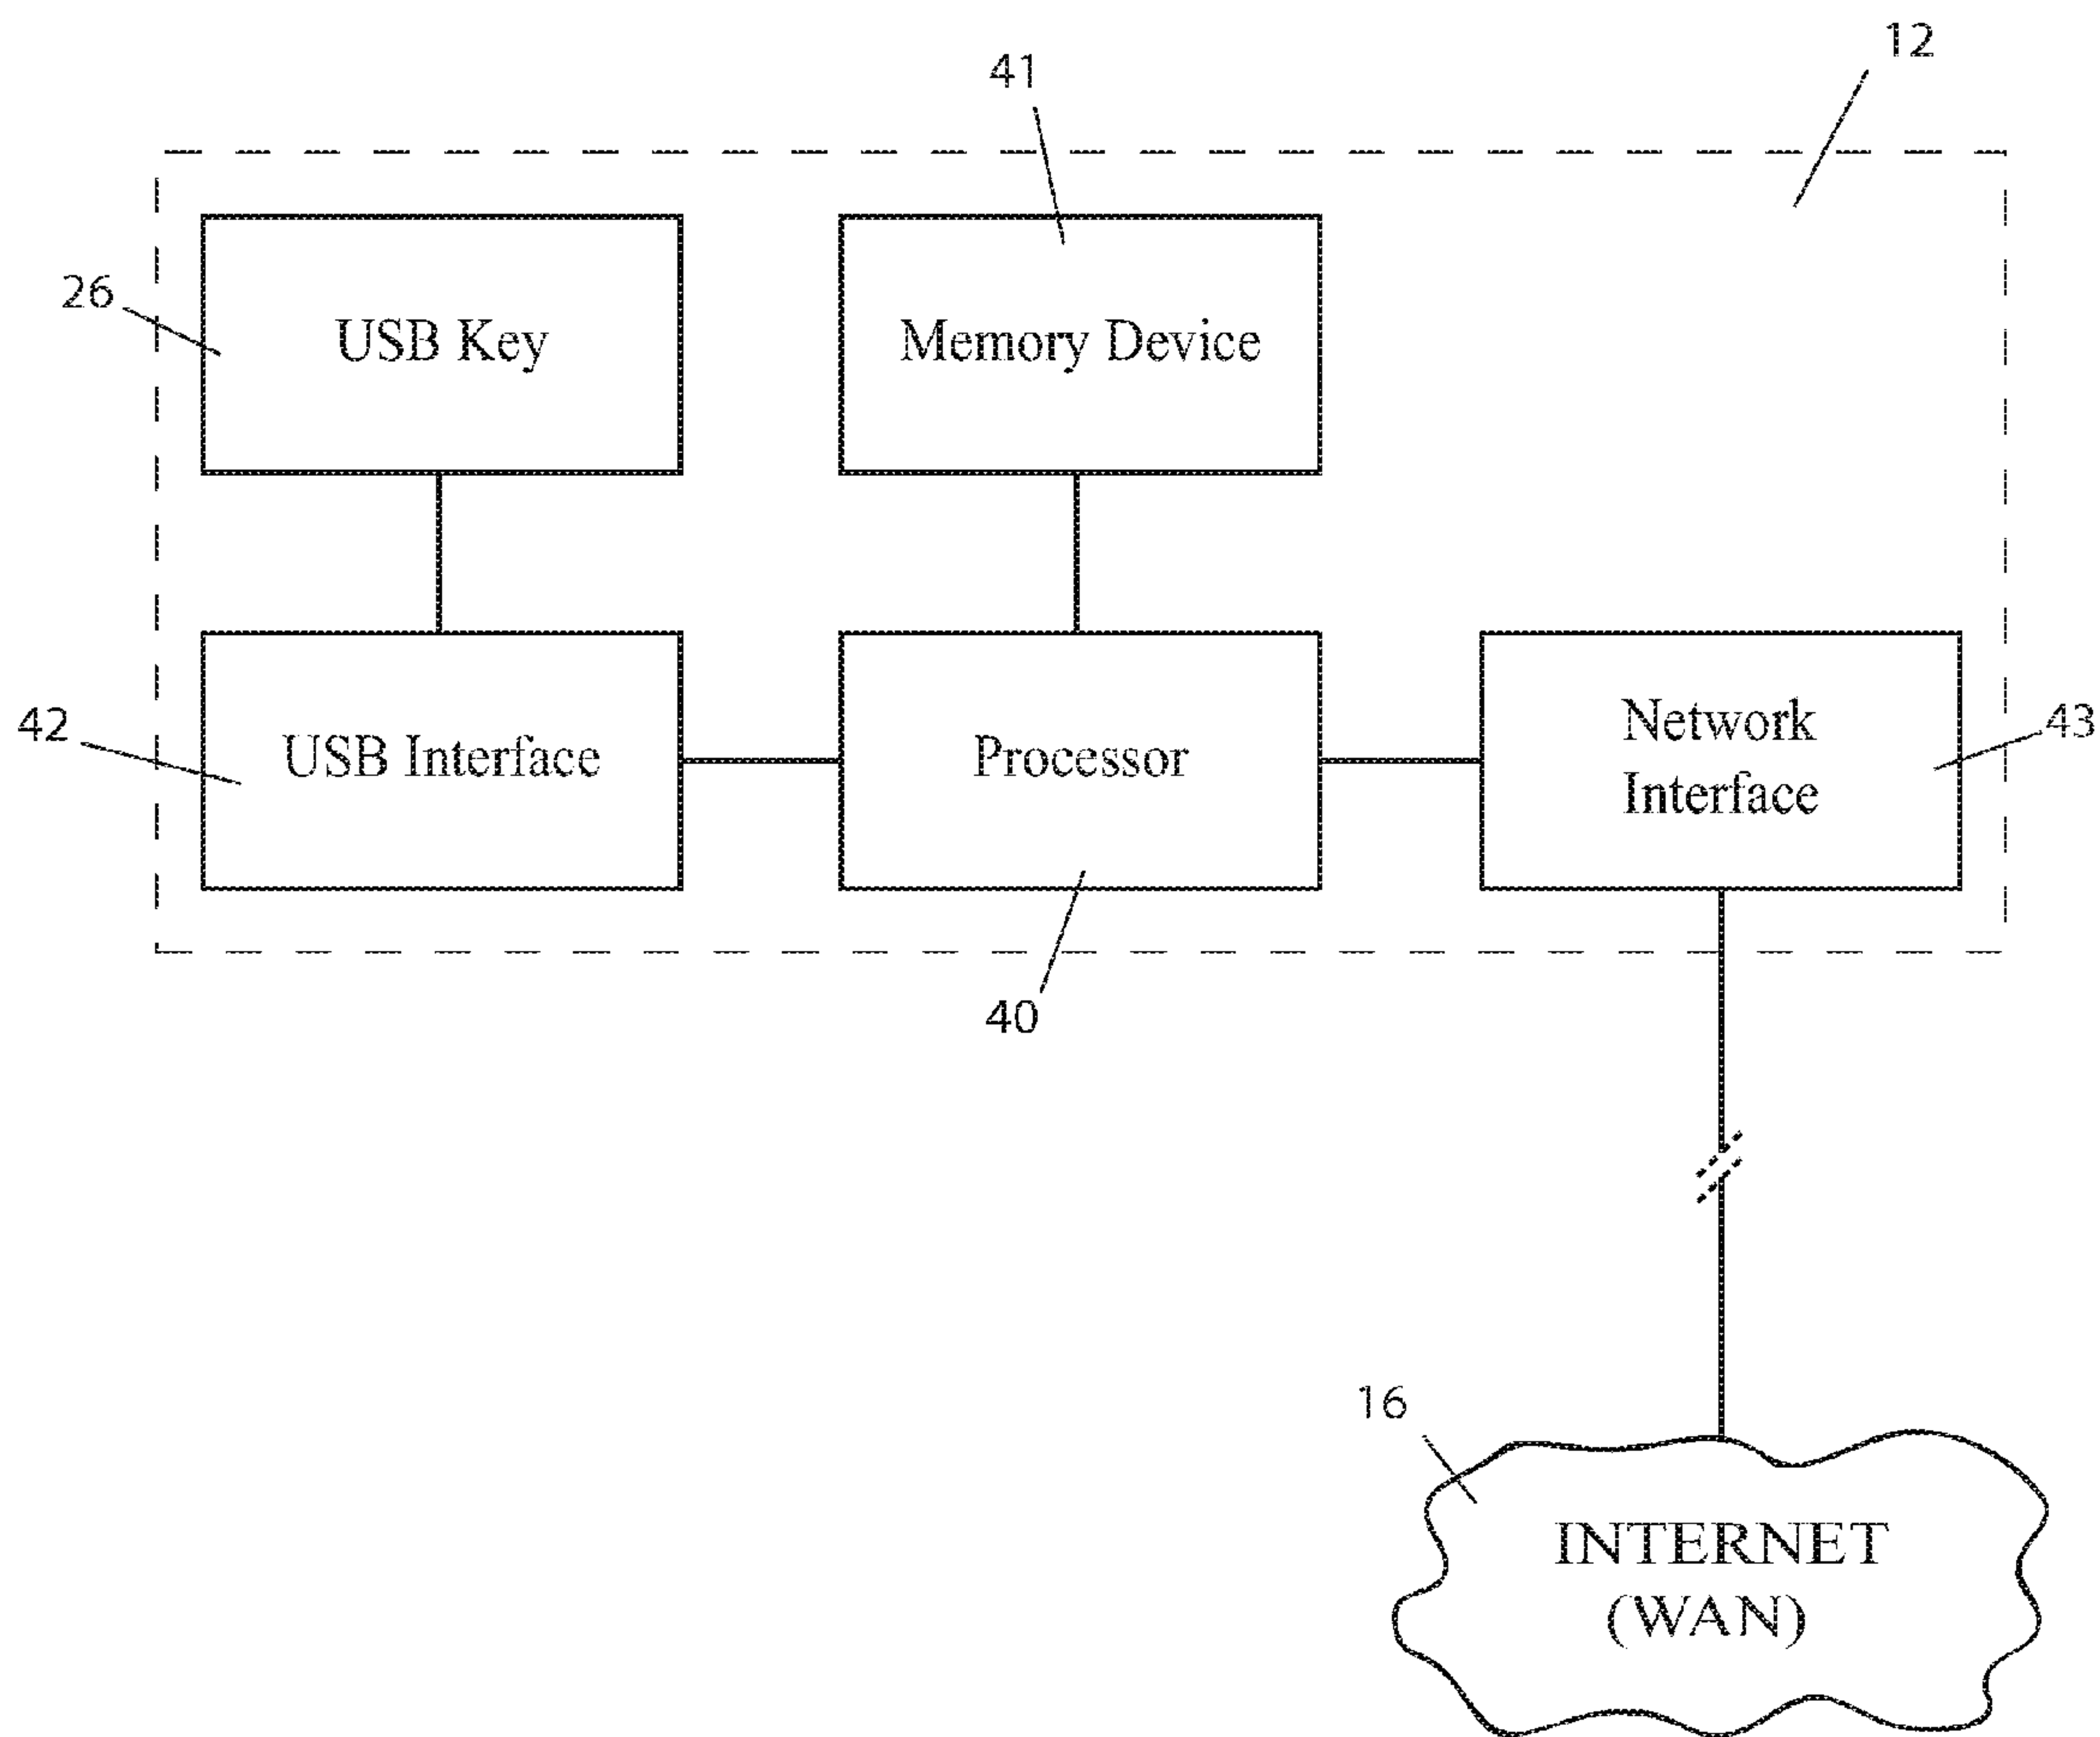 12
41
26
USB Key
Memory Device
42
USB Interface
Processor
Network
Interface
43
40
16
INTERNET
(WAN)